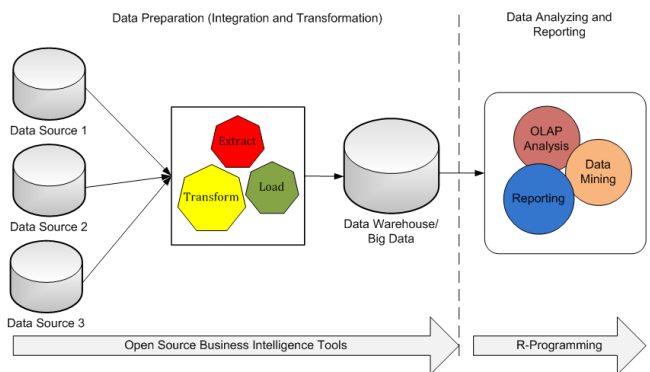 Data Preparation (Integration and Transformation)
Data Analyzing and
Reporting
Data Source 1
Data Source 2
Data Source 3
Extract
Transform
Load
Data Warehouse/
Big Data
OLAP
Analysis
Data
Mining
Reporting
Open Source Business Intelligence Tools
R-Programming